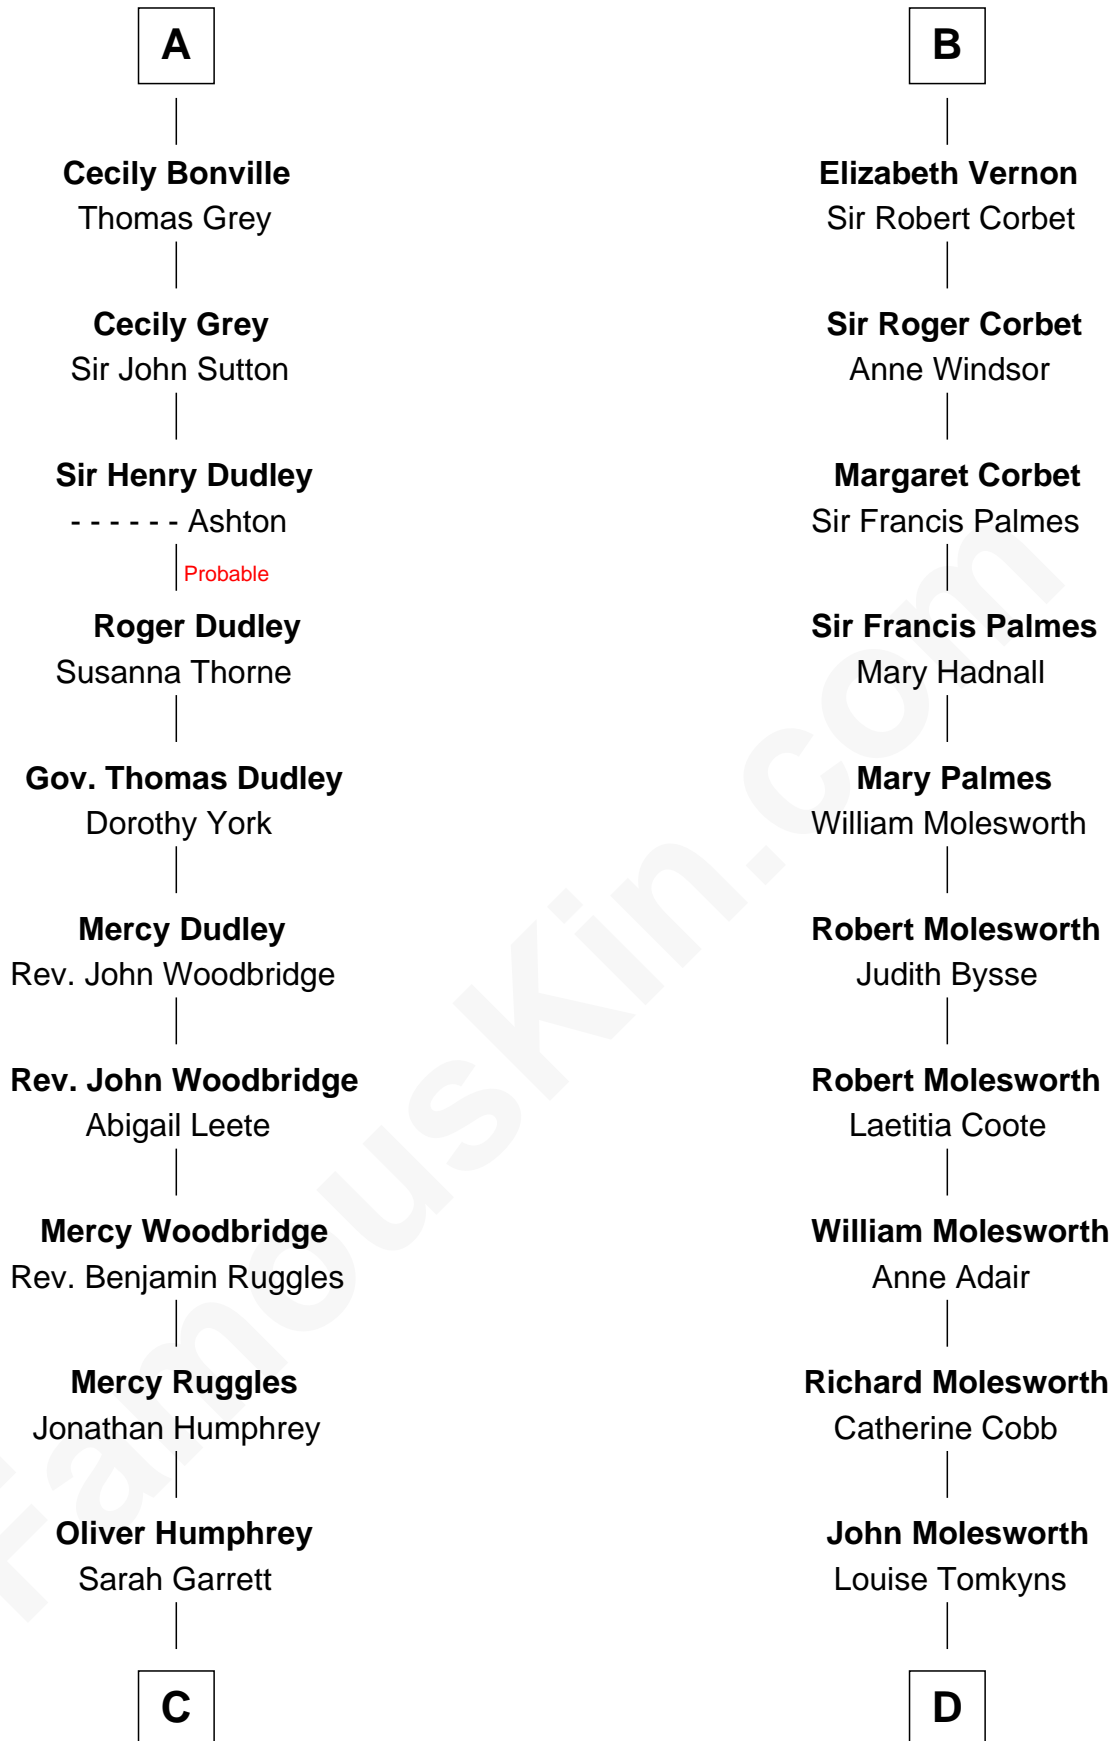 A
Cecily Bonville
Thomas Grey
Cecily Grey
Sir John Sutton
Sir Henry Dudley
- - - - - - Ashton
Probable
Roger Dudley
Susanna Thorne
Gov. Thomas Dudley
Dorothy York
Mercy Dudley
Rev. John Woodbridge
Rev. John Woodbridge
Abigail Leete
Mercy Woodbridge
Rev. Benjamin Ruggles
Mercy Ruggles
Jonathan Humphrey
Oliver Humphrey
Sarah Garrett
C
B
Elizabeth Vernon
Sir Robert Corbet
Sir Roger Corbet
Anne Windsor
Margaret Corbet
Sir Francis Palmes
Sir Francis Palmes
Mary Hadnall
Mary Palmes
William Molesworth
Robert Molesworth
Judith Bysse
Robert Molesworth
Laetitia Coote
William Molesworth
Anne Adair
Richard Molesworth
Catherine Cobb
John Molesworth
Louise Tomkyns
D
FamousKin.com